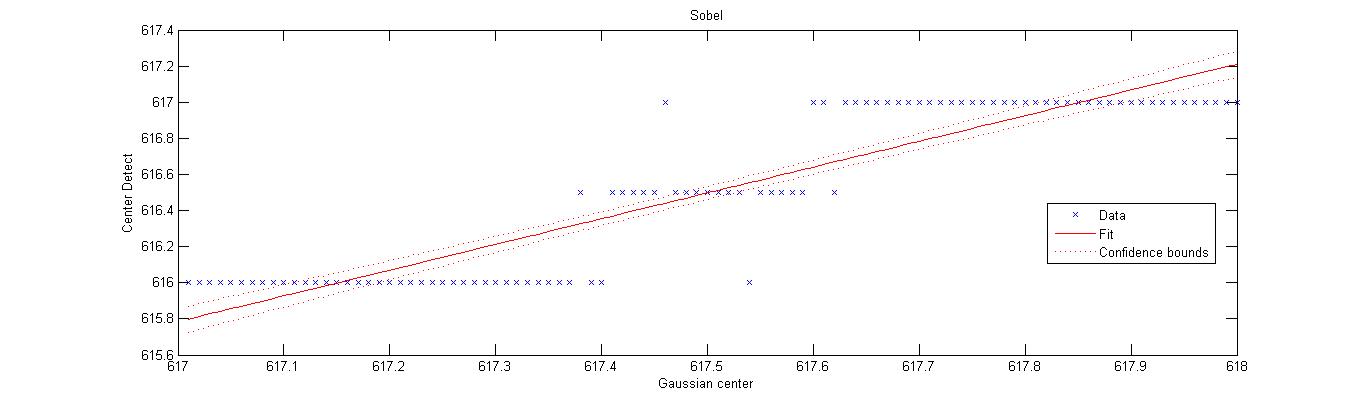 Sobel
617.4
617.2
617
616.8
616.6
616.4
616.2
616
615.8
615.6
Center Detect
Data
Fit
Confidence bounds
617 617.1 617.2 617.3 617.4 617.5 617.6 617.7 617.8 617.9 618
Gaussian center